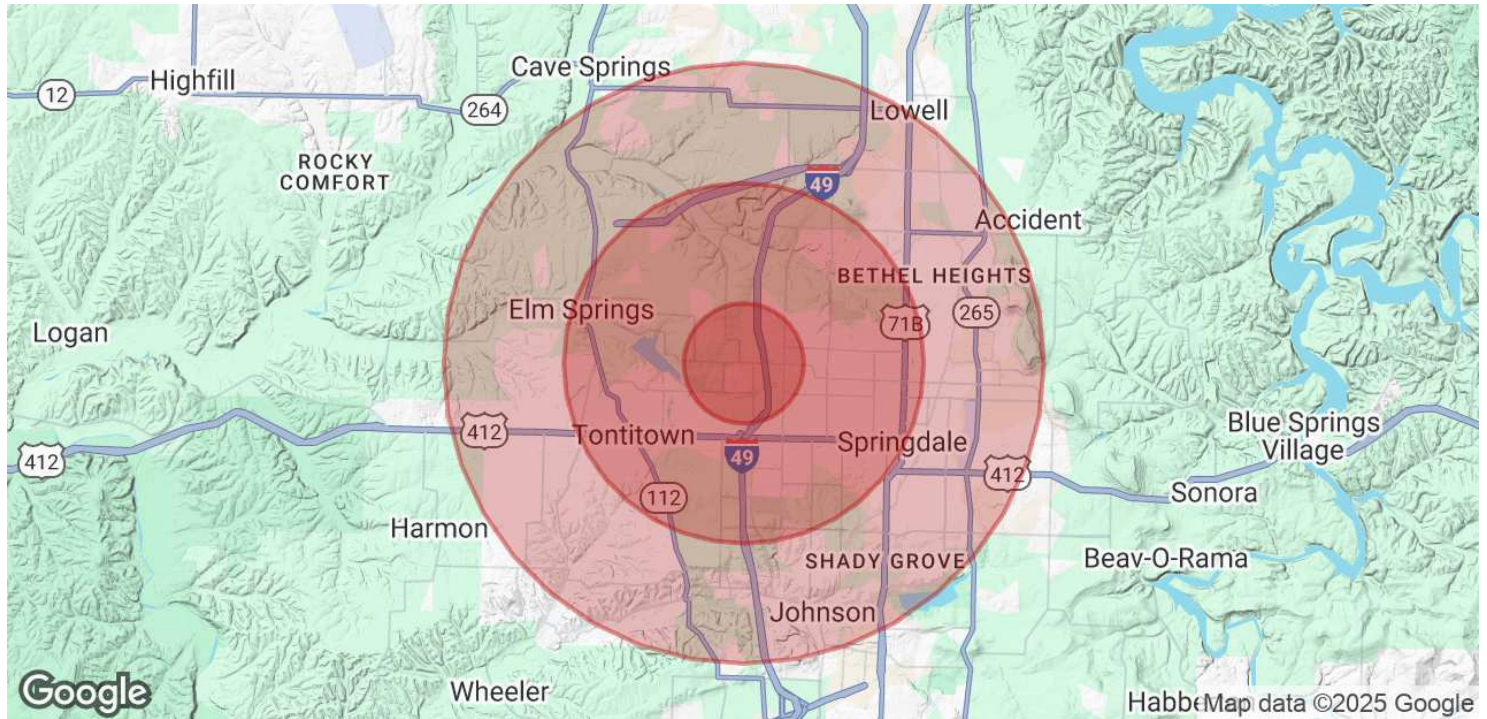 Cave Springs
Highfill
12
264
Lowell
ROCKY
COMFORT
49
Accident
BETHEL HEIGHTS
Elm Springs
265
71B
Logan
Blue Springs
Village
412
Tontitown
Springdale
412
49
412
112
Sonora
Harmon
SHADY GROVE
Beav-O-Rama
Johnson
Google
Wheeler
Map data ©2025 Google